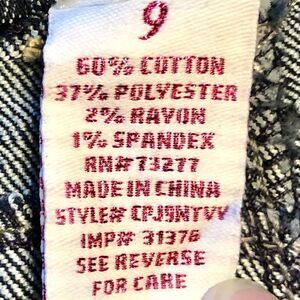 9
60% COTTON
37% POLYESTER
2% RAYON
1% SPANDEX
RN# 73277
MADE IN CHINA
STYLE# CPJ9NTVY
IMP# 31376
SEE REVERSE
FOR CARE